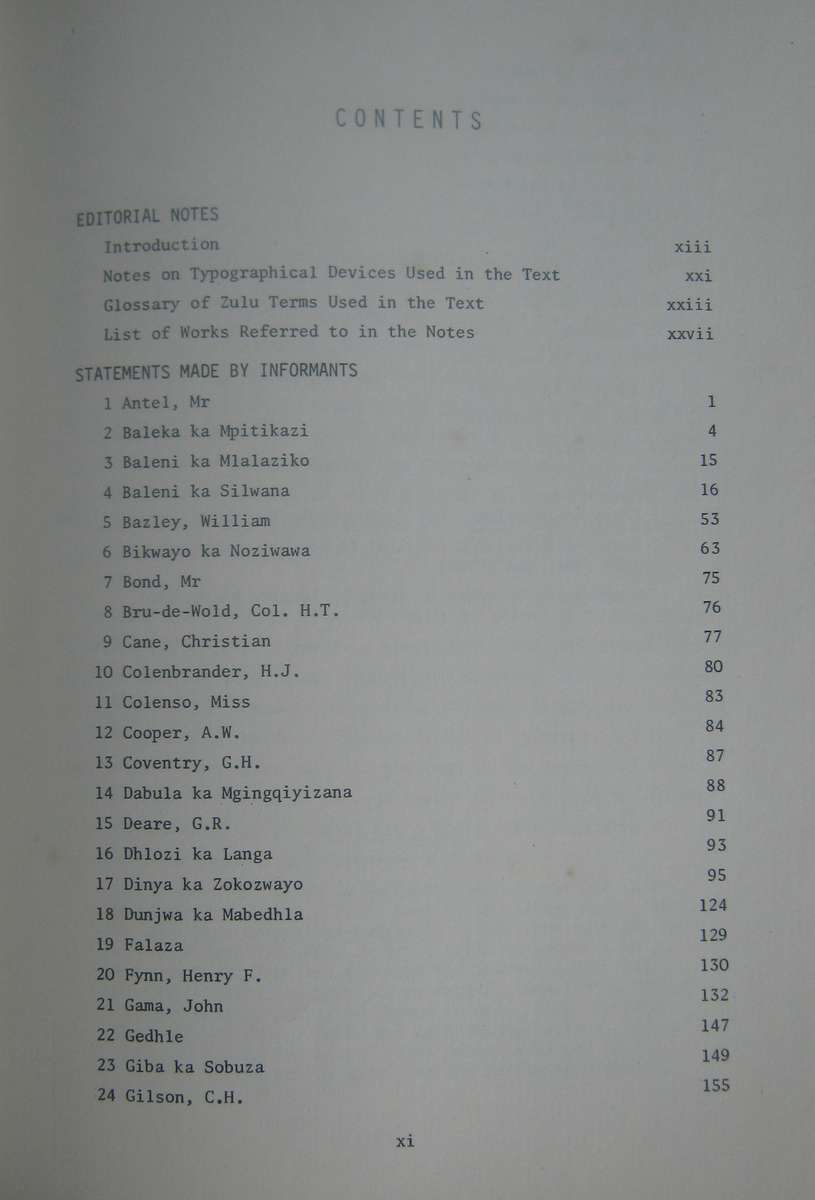 CONTENTS
EDITORIAL NOTES
Introduction xiii
Notes on Typographical Devices Used in the Text xxi
Glossary of Zulu Terms Used in the Text xxiii
List of Works Referred to in the Notes xxvii
STATEMENTS MADE BY INFORMANTS
1 Antel, Mr 1
2 Baleka ka Mpitikazi 4
3 Baleni ka Mlalaziko 15
4 Baleni ka Silwana 16
5 Bazley, William 53
6 Bikwayo ka Noziwawa 63
7 Bond, Mr 75
8 Bru-de-Wold, Col. H.T. 76
9 Cane, Christian 77
10 Colenbrander, H.J. 80
11 Colenso, Miss 83
12 Cooper, A.W. 84
13 Coventry, G.H. 87
14 Dabula ka Mgingqiyizana 88
15 Deare, G.R. 91
16 Dhlozi ka Langa 93
17 Dinya ka Zokozwayo 95
18 Dunjwa ka Mabedhla 124
19 Falaza 129
20 Fynn, Henry F. 130
21 Gama, John 132
22 Gedhle 147
23 Giba ka Sobuza 149
24 Gilson, C.H. 155
xi